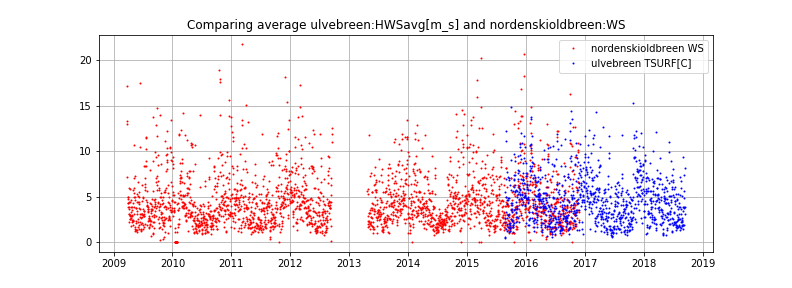 Comparing average ulvebreen:HWSavg[m_s] and nordenskioldbreen:WS
nordenskioldbreen WS
ulvebreen TSURF[C]
20
15
10
5
0
2009 2010 2011 2012 2013 2014 2015 2016 2017 2018 2019